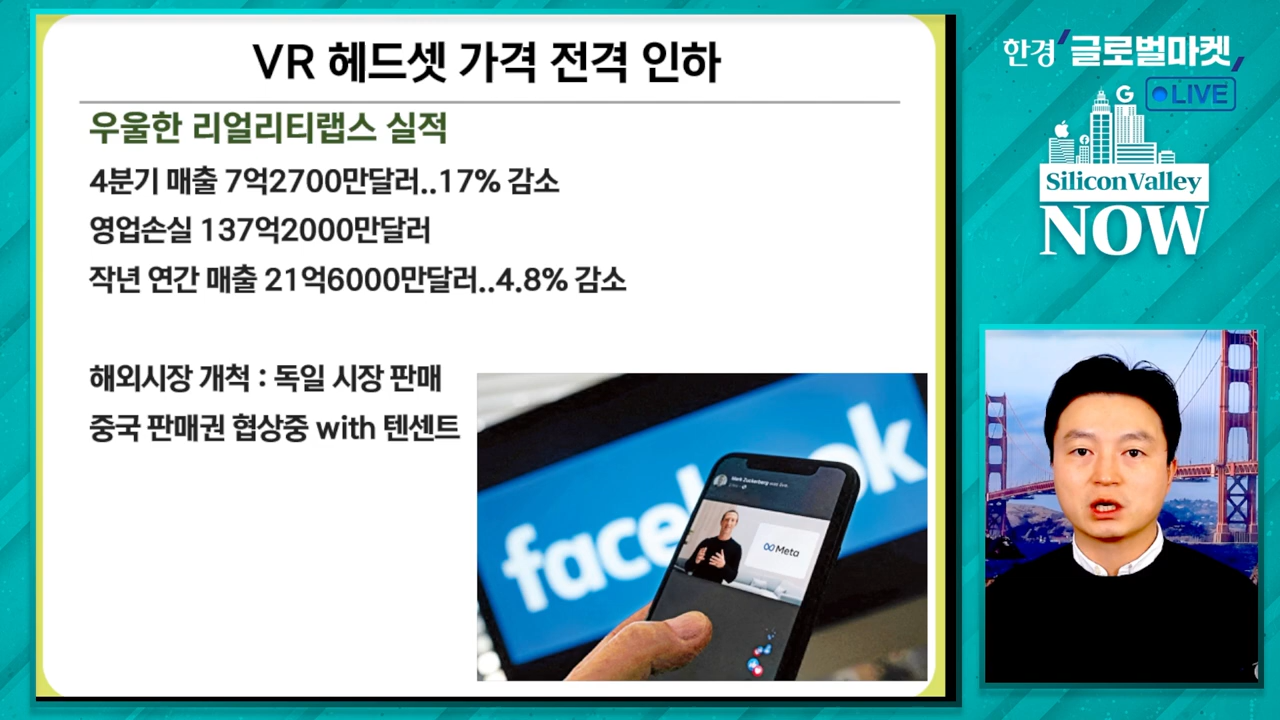 VR 헤드셋 가격 전격 인하
우울한 리얼리티랩스 실적
4분기 매출 7억2700만달러..17% 감소
영업손실 137억2000만달러
작년 연간 매출 21억6000만달러..4.8% 감소
해외시장 개척 : 독일 시장 판매
중국 판매권 협상중 with 텐센트
facebook
Mark Zuckerberg was live.
Meta
한경 '글로벌마켓,
LIVE
G
Silicon Valley
NOW